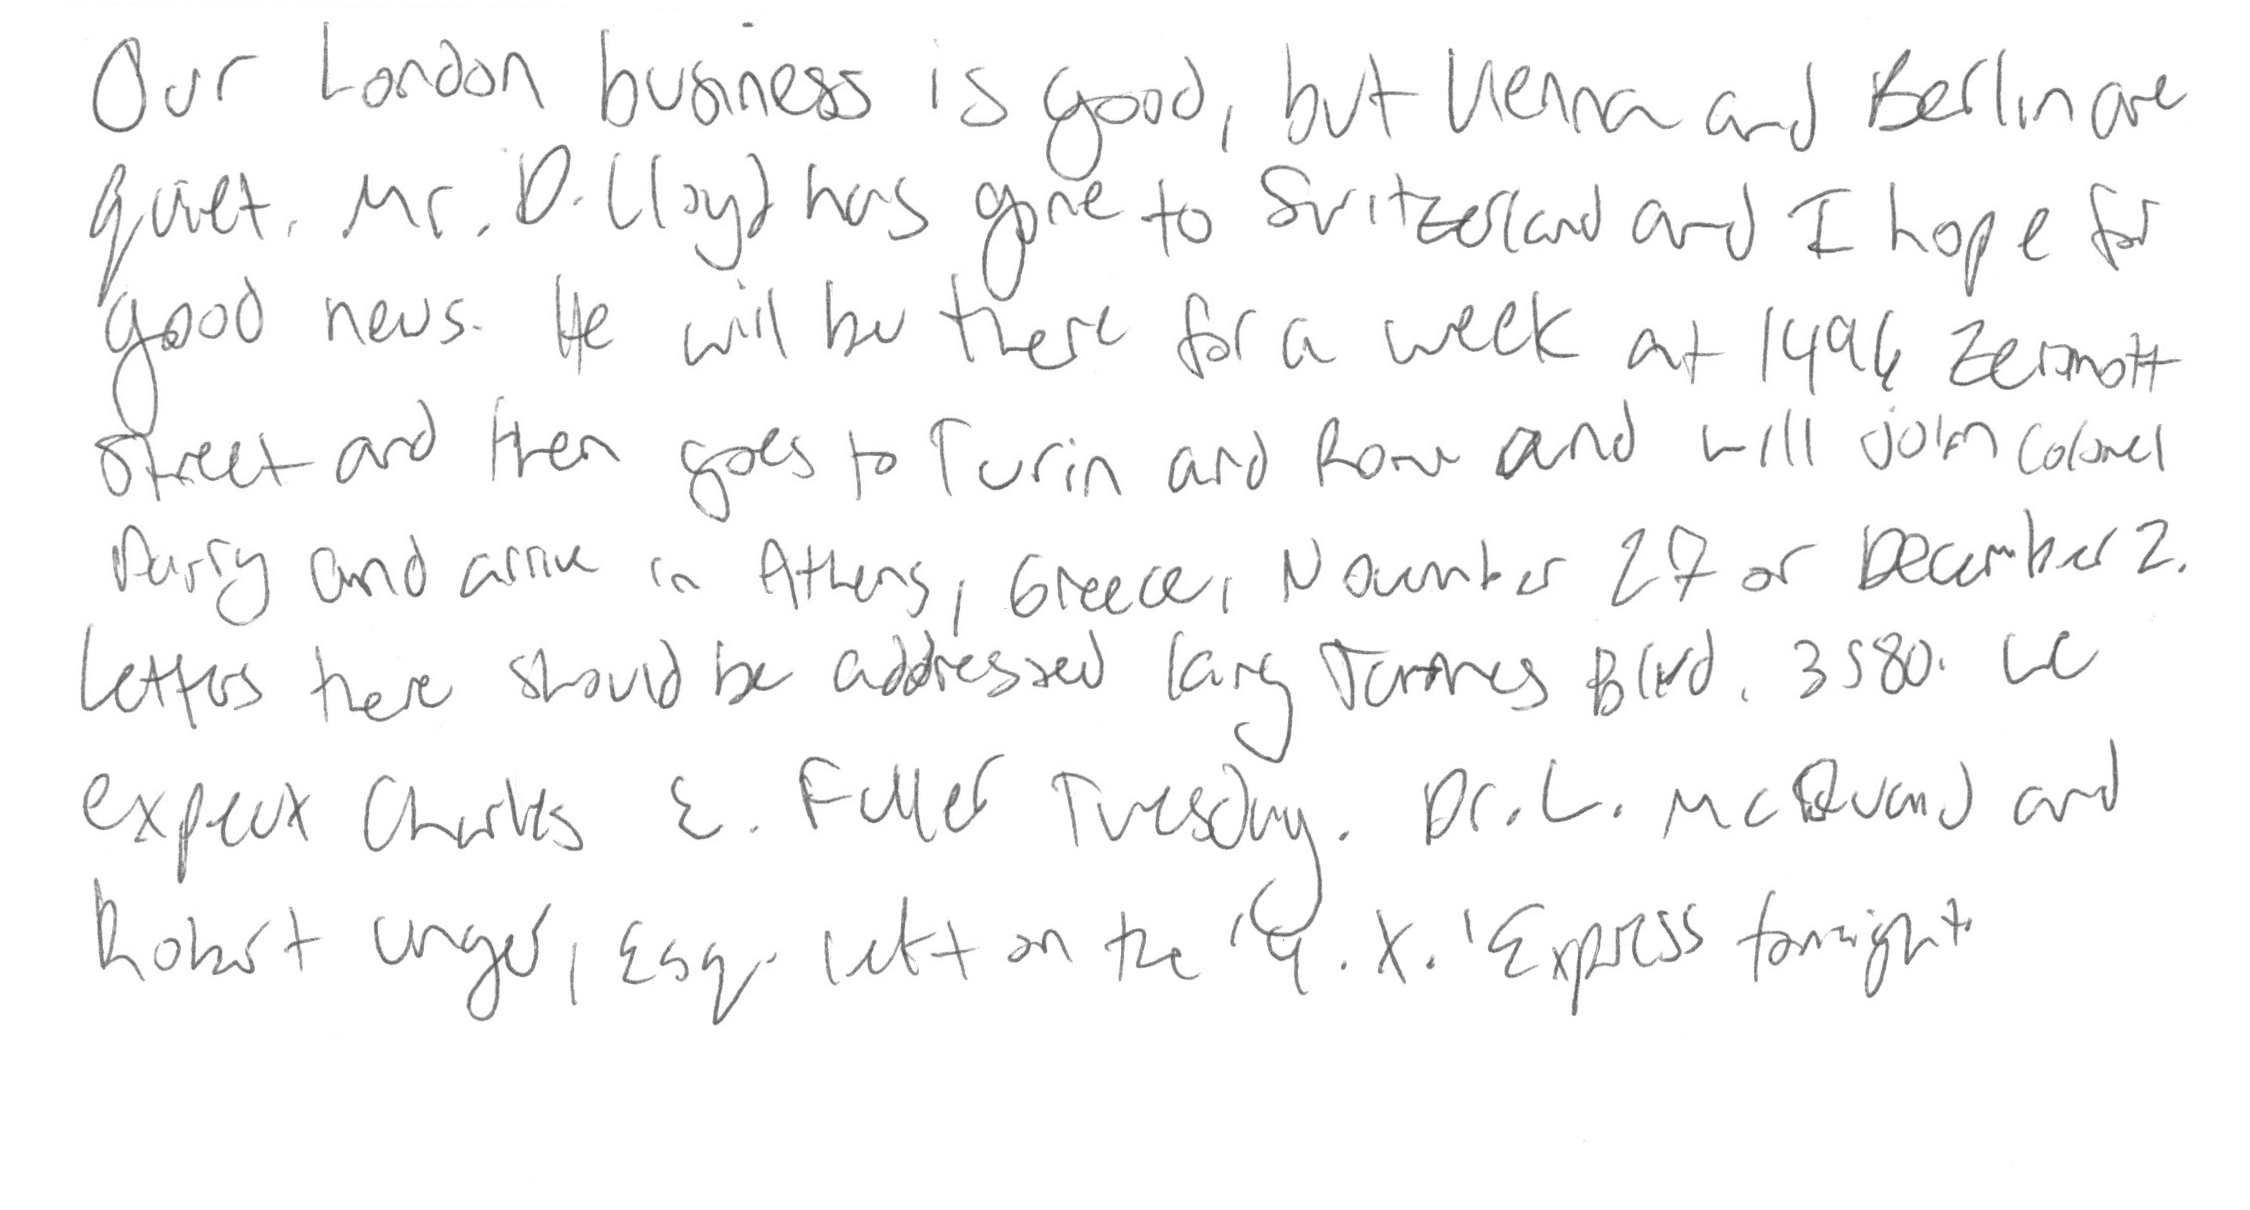 Our London business is good, but Vienna and Berlin are
quiet. Mr. D. Lloyd has gone to Switzerland and I hope for
good news. He will be there for a week at 1496 Zermott
Street and then goes to Turin and Rome and will join Colonel
Parry and arrive in Athens, Greece, November 27 or December 2.
Letters there should be addressed King James Blvd. 3580. We
expect Charles E. Fuller Tuesday. Dr. L. McQuaid and
Robert Unger, Esq. left on the 'Y. X.' Express tonight.